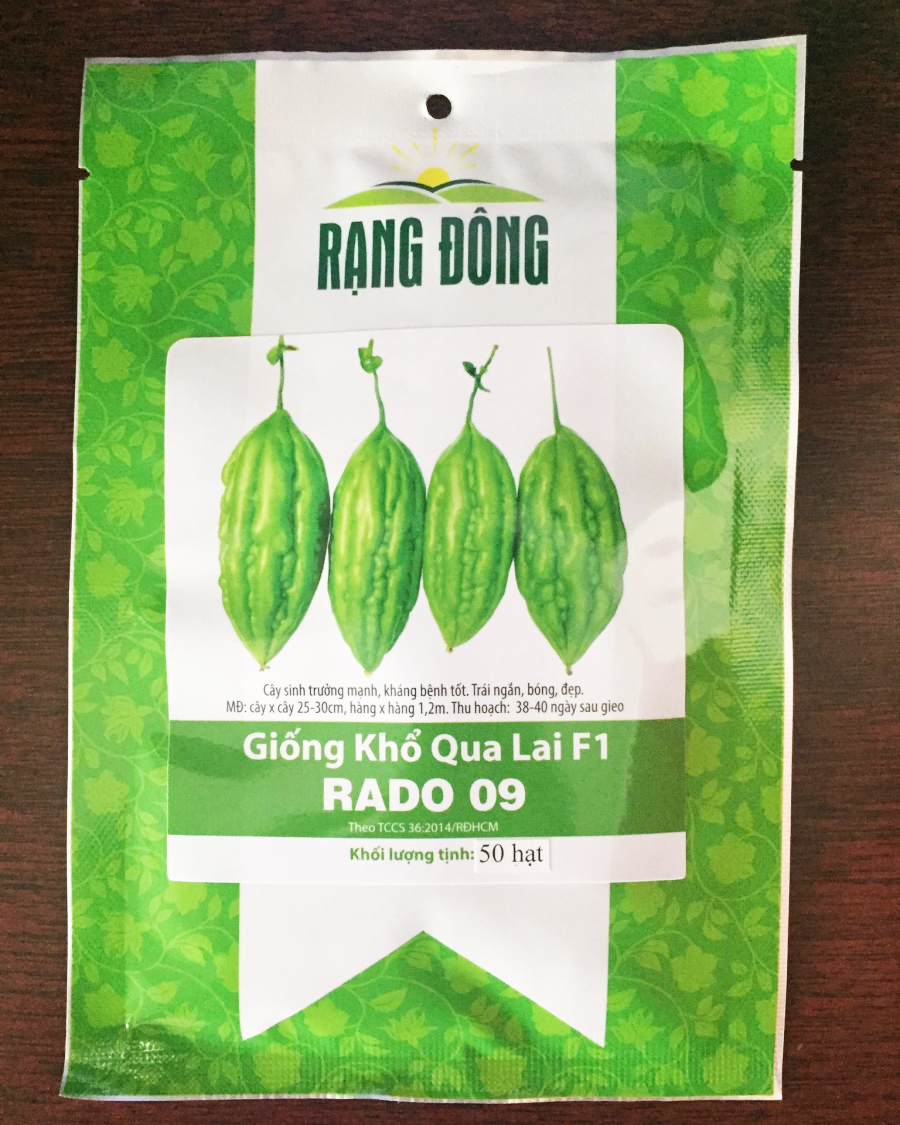 RẠNG ĐÔNG
Cây sinh trưởng mạnh, kháng bệnh tốt. Trái ngắn, bóng, đẹp.
MĐ: cây x cây 25-30cm, hàng x hàng 1,2m. Thu hoạch: 38-40 ngày sau gieo
Giống Khổ Qua Lai F1
RADO 09
Theo TCCS 36:2014/RĐHCM
Khối lượng tịnh: 50 hạt